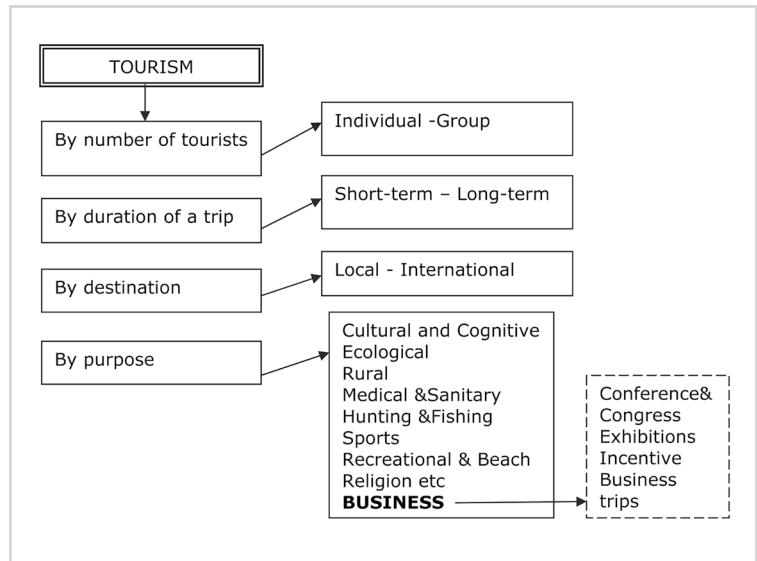 TOURISM
By number of tourists
Individual -Group
By duration of a trip
Short-term – Long-term
By destination
Local - International
By purpose
Cultural and Cognitive
Ecological
Rural
Medical &Sanitary
Hunting &Fishing
Sports
Recreational & Beach
Religion etc
BUSINESS
Conference&
Congress
Exhibitions
Incentive
Business
trips